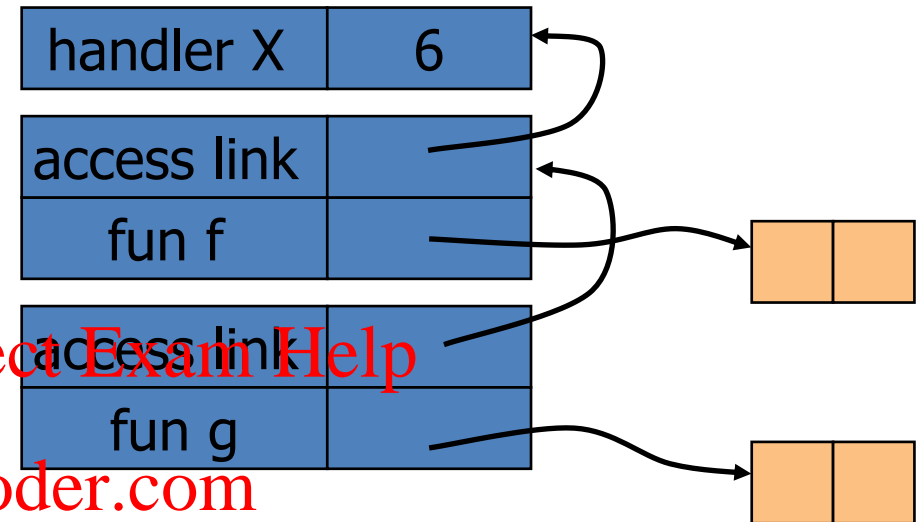 handler X 6
access link
fun f
access link
ect Exam Help
fun g
oder.com